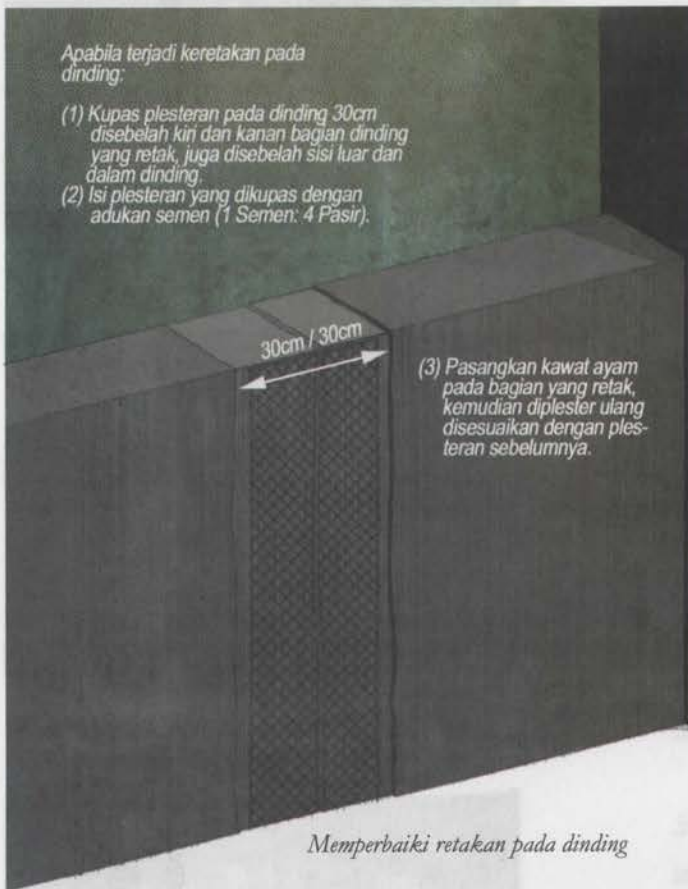 Apabila terjadi keretakan pada
dinding:
(1) Kupas plesteran pada dinding 30cm
disebelah kiri dan kanan bagian dinding
yang retak, juga disebelah sisi luar dan
dalam dinding.
(2) Isi plesteran yang dikupas dengan
adukan semen (1 Semen: 4 Pasir).
30cm / 30cm
(3) Pasangkan kawat ayam
pada bagian yang retak,
kemudian diplester ulang
disesuaikan dengan ples-
teran sebelumnya.
Memperbaiki retakan pada dinding